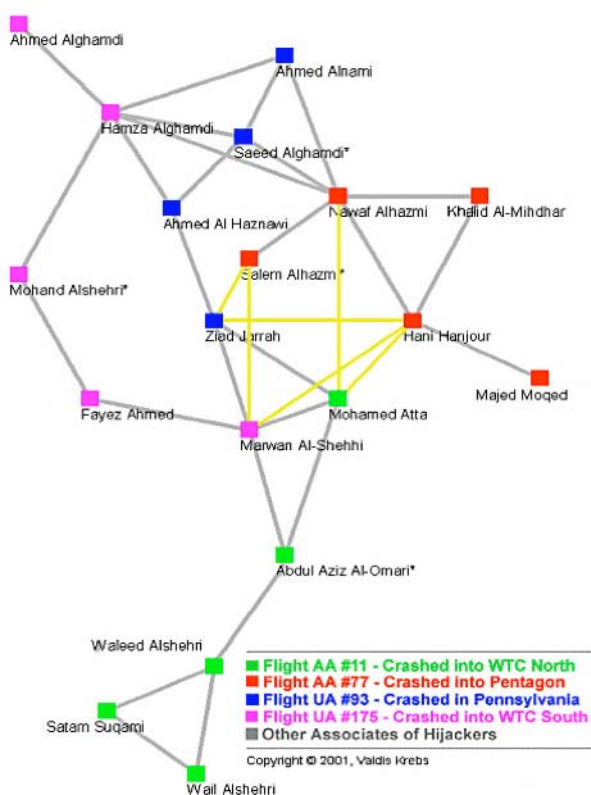 Ahmed Alghamdi
Ahmed Alnami
Hamza Alghamdi
Saeed Alghamdi*
Nawaf Alhazmi
Khalid Al-Mihdhar
Ahmed Al Haznawi
Salem Alhazmi*
Mohand Alshehri*
Ziad Jarrah
Hani Hanjour
Majed Moqed
Fayez Ahmed
Mohamed Atta
Marwan Al-Shehhi
Abdul Aziz Al-Omari*
Waleed Alshehri
Satam Suqami
Wail Alshehri
Flight AA #11 - Crashed into WTC North
Flight AA #77 - Crashed into Pentagon
Flight UA #93 - Crashed in Pennsylvania
Flight UA #175 - Crashed into WTC South
Other Associates of Hijackers
Copyright © 2001, Valdis Krebs